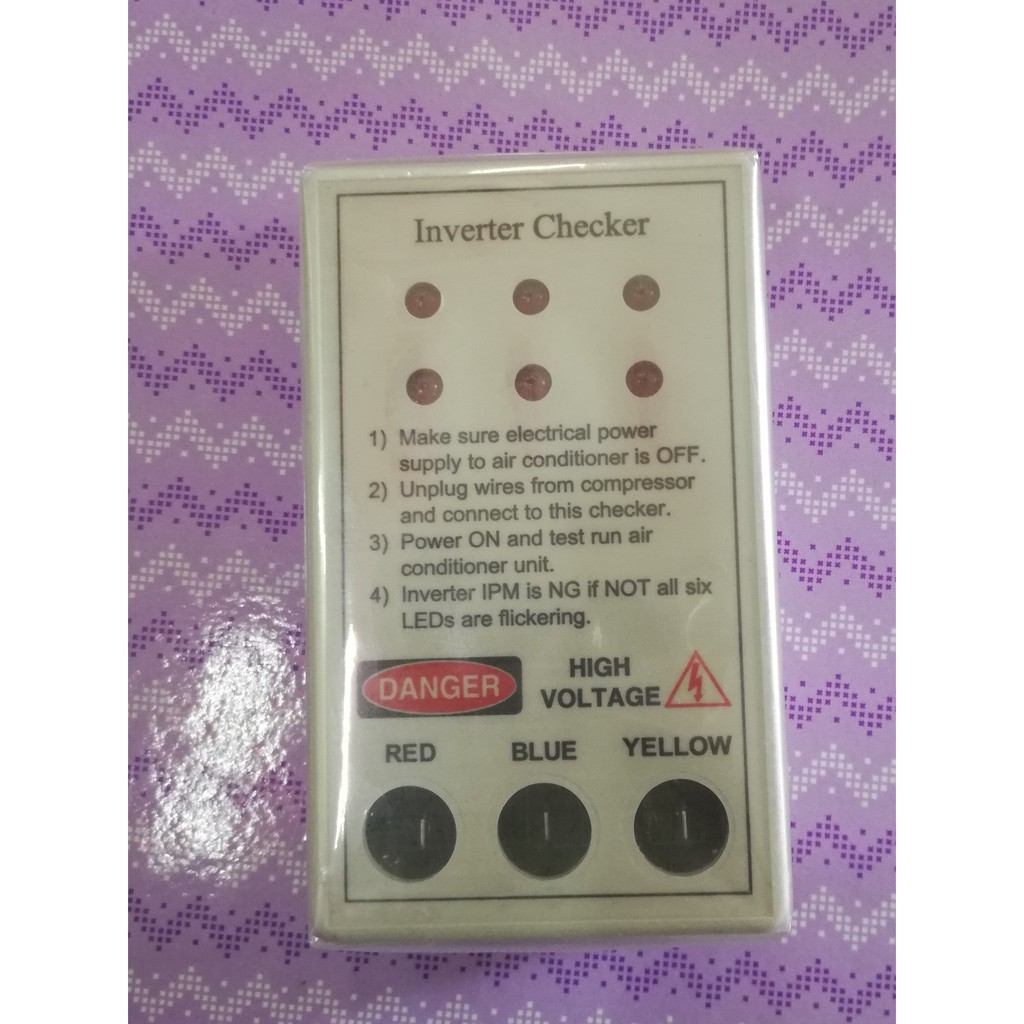 Inverter Checker
1) Make sure electrical power
supply to air conditioner is OFF.
2) Unplug wires from compressor
and connect to this checker.
3) Power ON and test run air
conditioner unit.
4) Inverter IPM is NG if NOT all six
LEDs are flickering.
DANGER
HIGH
VOLTAGE
RED BLUE YELLOW